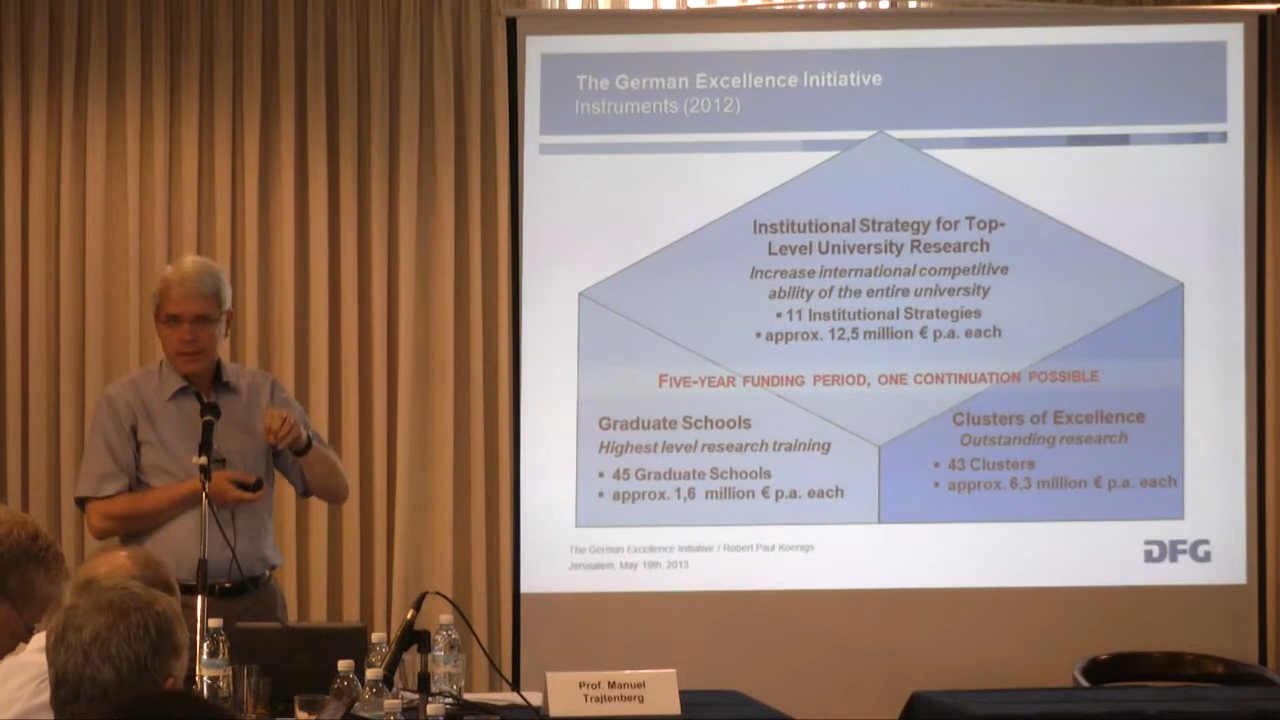 The German Excellence Initiative
Instruments (2012)
Institutional Strategy for Top-
Level University Research
Increase international competitive
ability of the entire university
▪ 11 Institutional Strategies
▪ approx. 12,5 million € p.a. each
FIVE-YEAR FUNDING PERIOD, ONE CONTINUATION POSSIBLE
Graduate Schools
Highest level research training
▪ 45 Graduate Schools
▪ approx. 1,6 million € p.a. each
Clusters of Excellence
Outstanding research
▪ 43 Clusters
▪ approx. 6,3 million € p.a. each
The German Excellence Initiative / Robert Paul Koenigs
Jerusalem, May 19th, 2013
DFG
Prof. Manuel
Trajtenberg